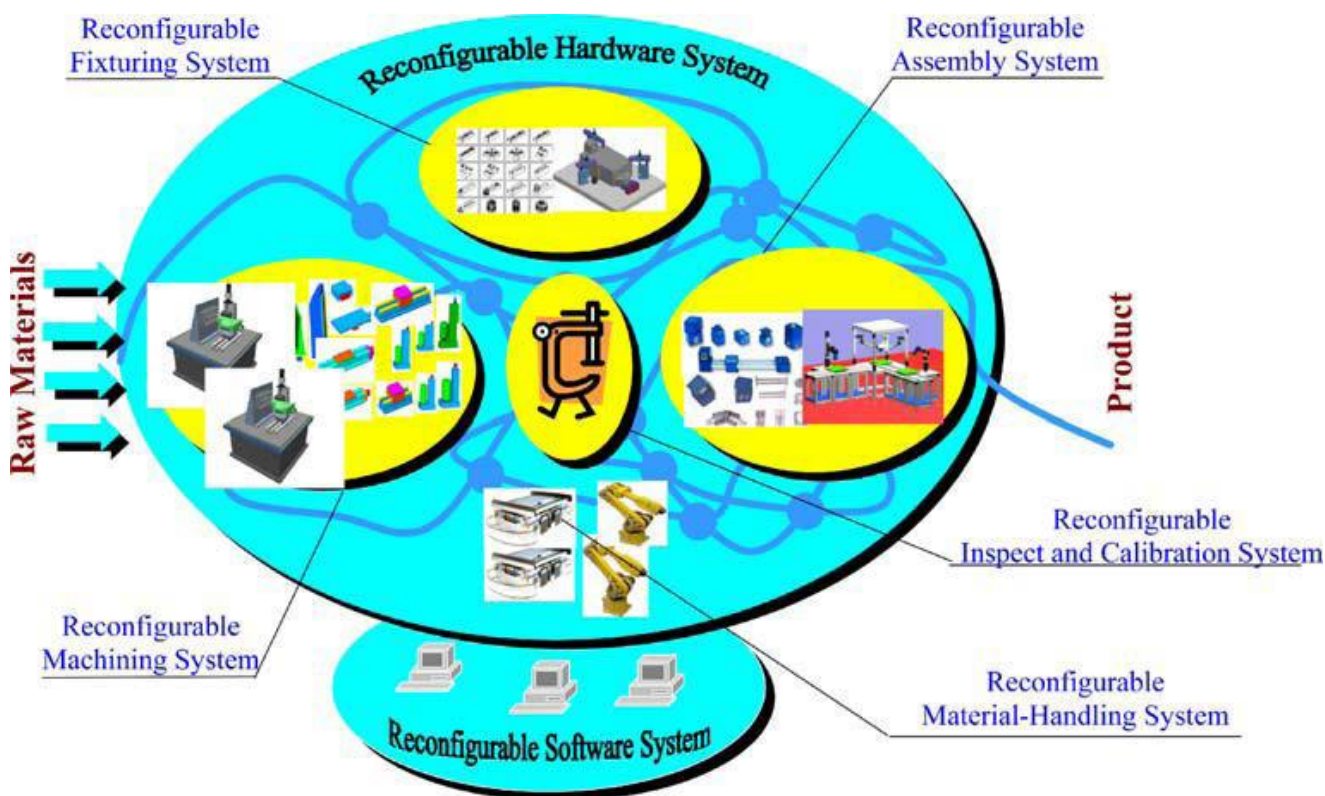 Reconfigurable
Fixturing System
Reconfigurable Hardware System
Reconfigurable
Assembly System
Raw Materials
Product
Reconfigurable
Inspect and Calibration System
Reconfigurable
Machining System
Reconfigurable
Material-Handling System
Reconfigurable Software System